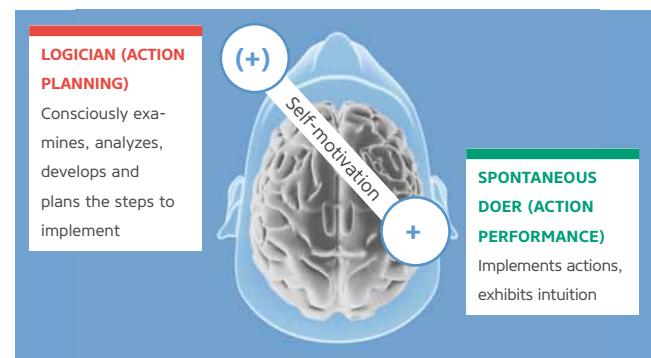 LOGICIAN (ACTION
PLANNING)
Consciously exa-
mines, analyzes,
develops and
plans the steps to
implement
(+)
Self-motivation
+
SPONTANEOUS
DOER (ACTION
PERFORMANCE)
Implements actions,
exhibits intuition